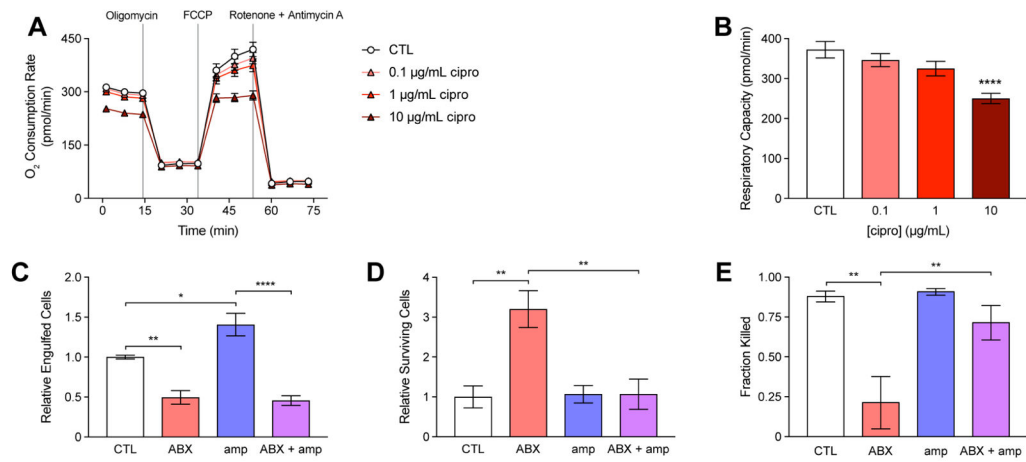 A
Oligomycin
FCCP
Rotenone + Antimycin A
O2 Consumption Rate
(pmol/min)
450
300
150
0
0
15
30
45
60
75
Time (min)
CTL
0.1 μg/mL cipro
1 μg/mL cipro
10 μg/mL cipro
B
Respiratory Capacity (pmol/min)
400
300
200
100
0
****
CTL
0.1
1
10
[cipro] (μg/mL)
C
Relative Engulfed Cells
2.0
1.5
1.0
0.5
0
**
*
****
CTL
ABX
amp
ABX + amp
D
Relative Surviving Cells
4
3
2
1
0
**
**
CTL
ABX
amp
ABX + amp
E
Fraction Killed
1.00
0.75
0.50
0.25
0
**
**
CTL
ABX
amp
ABX + amp